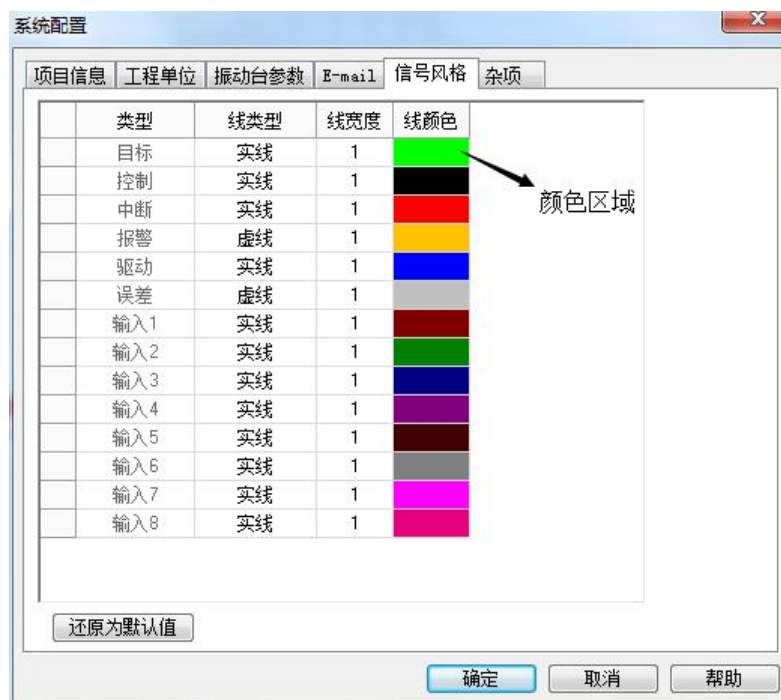 系统配置
项目信息 工程单位 振动台参数 E-mail 信号风格 杂项
类型 线类型 线宽度 线颜色
目标 实线 1
控制 实线 1
颜色区域
中断 实线 1
报警 虚线 1
驱动 实线 1
误差 虚线 1
输入1 实线 1
输入2 实线 1
输入3 实线 1
输入4 实线 1
输入5 实线 1
输入6 实线 1
输入7 实线 1
输入8 实线 1
还原为默认值
确定 取消 帮助